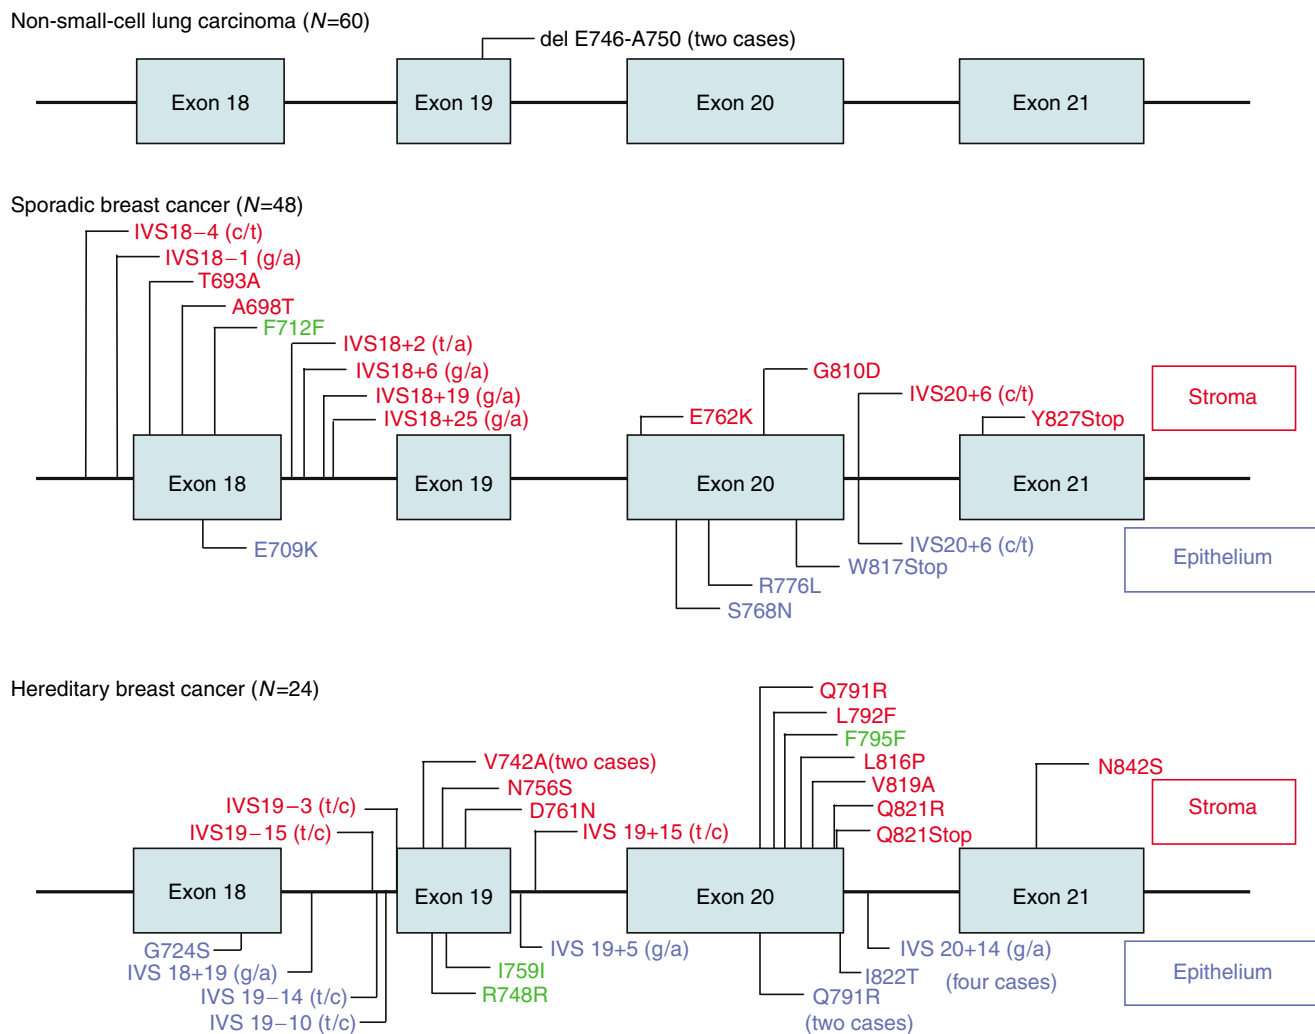 Non-small-cell lung carcinoma (N=60)
del E746-A750 (two cases)
Exon 18
Exon 19
Exon 20
Exon 21
Sporadic breast cancer (N=48)
IVS18−4 (c/t)
IVS18−1 (g/a)
T693A
A698T
F712F
IVS18+2 (t/a)
IVS18+6 (g/a)
IVS18+19 (g/a)
IVS18+25 (g/a)
G810D
E762K
IVS20+6 (c/t)
Y827Stop
Stroma
Exon 18
Exon 19
Exon 20
Exon 21
E709K
IVS20+6 (c/t)
W817Stop
R776L
S768N
Epithelium
Hereditary breast cancer (N=24)
Q791R
L792F
F795F
L816P
V819A
Q821R
Q821Stop
V742A(two cases)
N756S
D761N
IVS19−3 (t/c)
IVS19−15 (t/c)
IVS 19+15 (t/c)
N842S
Stroma
Exon 18
Exon 19
Exon 20
Exon 21
G724S
IVS 18+19 (g/a)
IVS 19−14 (t/c)
IVS 19−10 (t/c)
IVS 19+5 (g/a)
I759I
R748R
IVS 20+14 (g/a)
(four cases)
I822T
Q791R
(two cases)
Epithelium